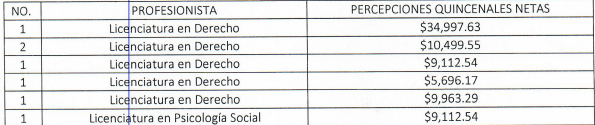 NO. PROFESIONISTA PERCEPCIONES QUINCENALES NETAS
1 Licenciatura en Derecho $34,997.63
2 Licenciatura en Derecho $10,499.55
1 Licenciatura en Derecho $9,112.54
1 Licenciatura en Derecho $5,696.17
1 Licenciatura en Derecho $9,963.29
1 Licenciatura en Psicología Social $9,112.54